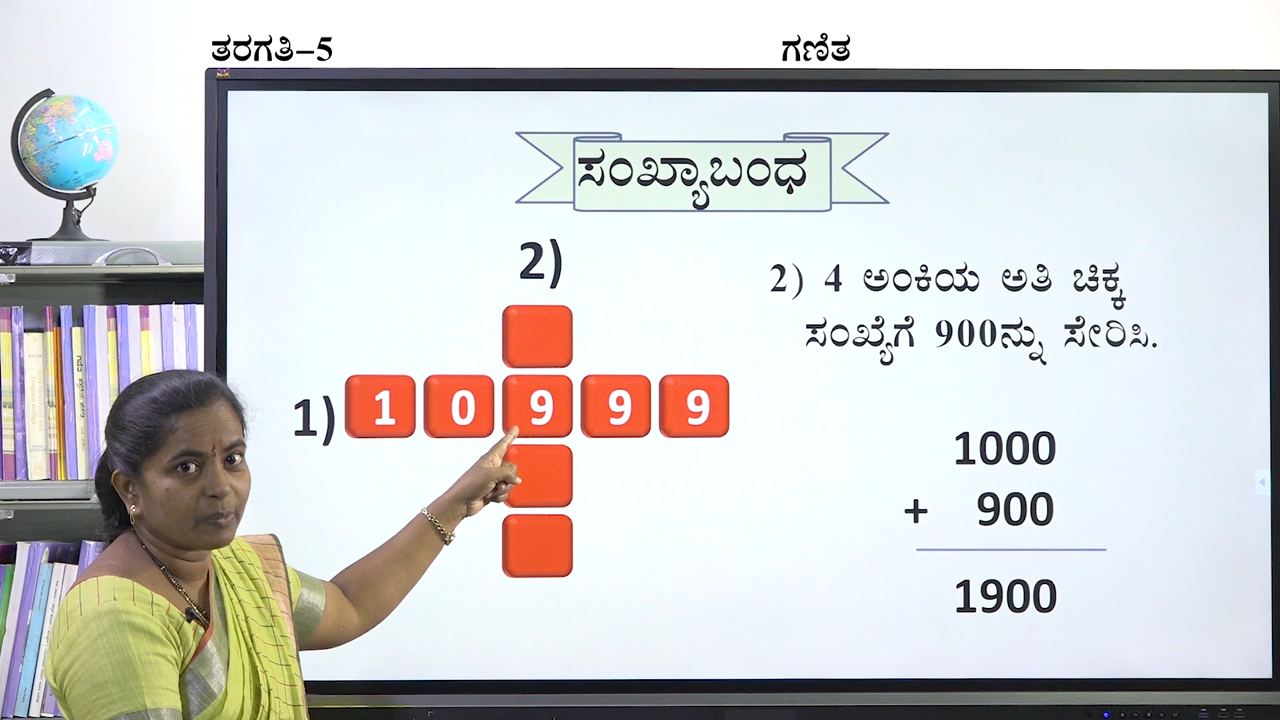 ತರಗತಿ–5
ಗಣಿತ
ಸಂಖ್ಯಾಬಂಧ
2)
1) 1 0 9 9 9
2) 4 ಅಂಕಿಯ ಅತಿ ಚಿಕ್ಕ
ಸಂಖ್ಯೆಗೆ 900ನ್ನು ಸೇರಿಸಿ.
1000
+ 900
1900